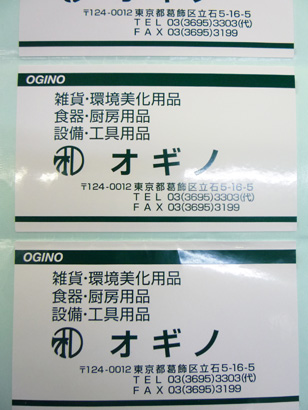 〒124-0012 東京都葛飾区立石5-16-5
TEL 03(3695)3303(代)
FAX 03(3695)3199
OGINO
雑貨・環境美化用品
食器・厨房用品
設備・工具用品
札 オギノ
〒124-0012 東京都葛飾区立石5-16-5
TEL 03(3695)3303(代)
FAX 03(3695)3199
OGINO
雑貨・環境美化用品
食器・厨房用品
設備・工具用品
札 オギノ
〒124-0012 東京都葛飾区立石5-16-5
TEL 03(3695)3303(代)
FAX 03(3695)3199